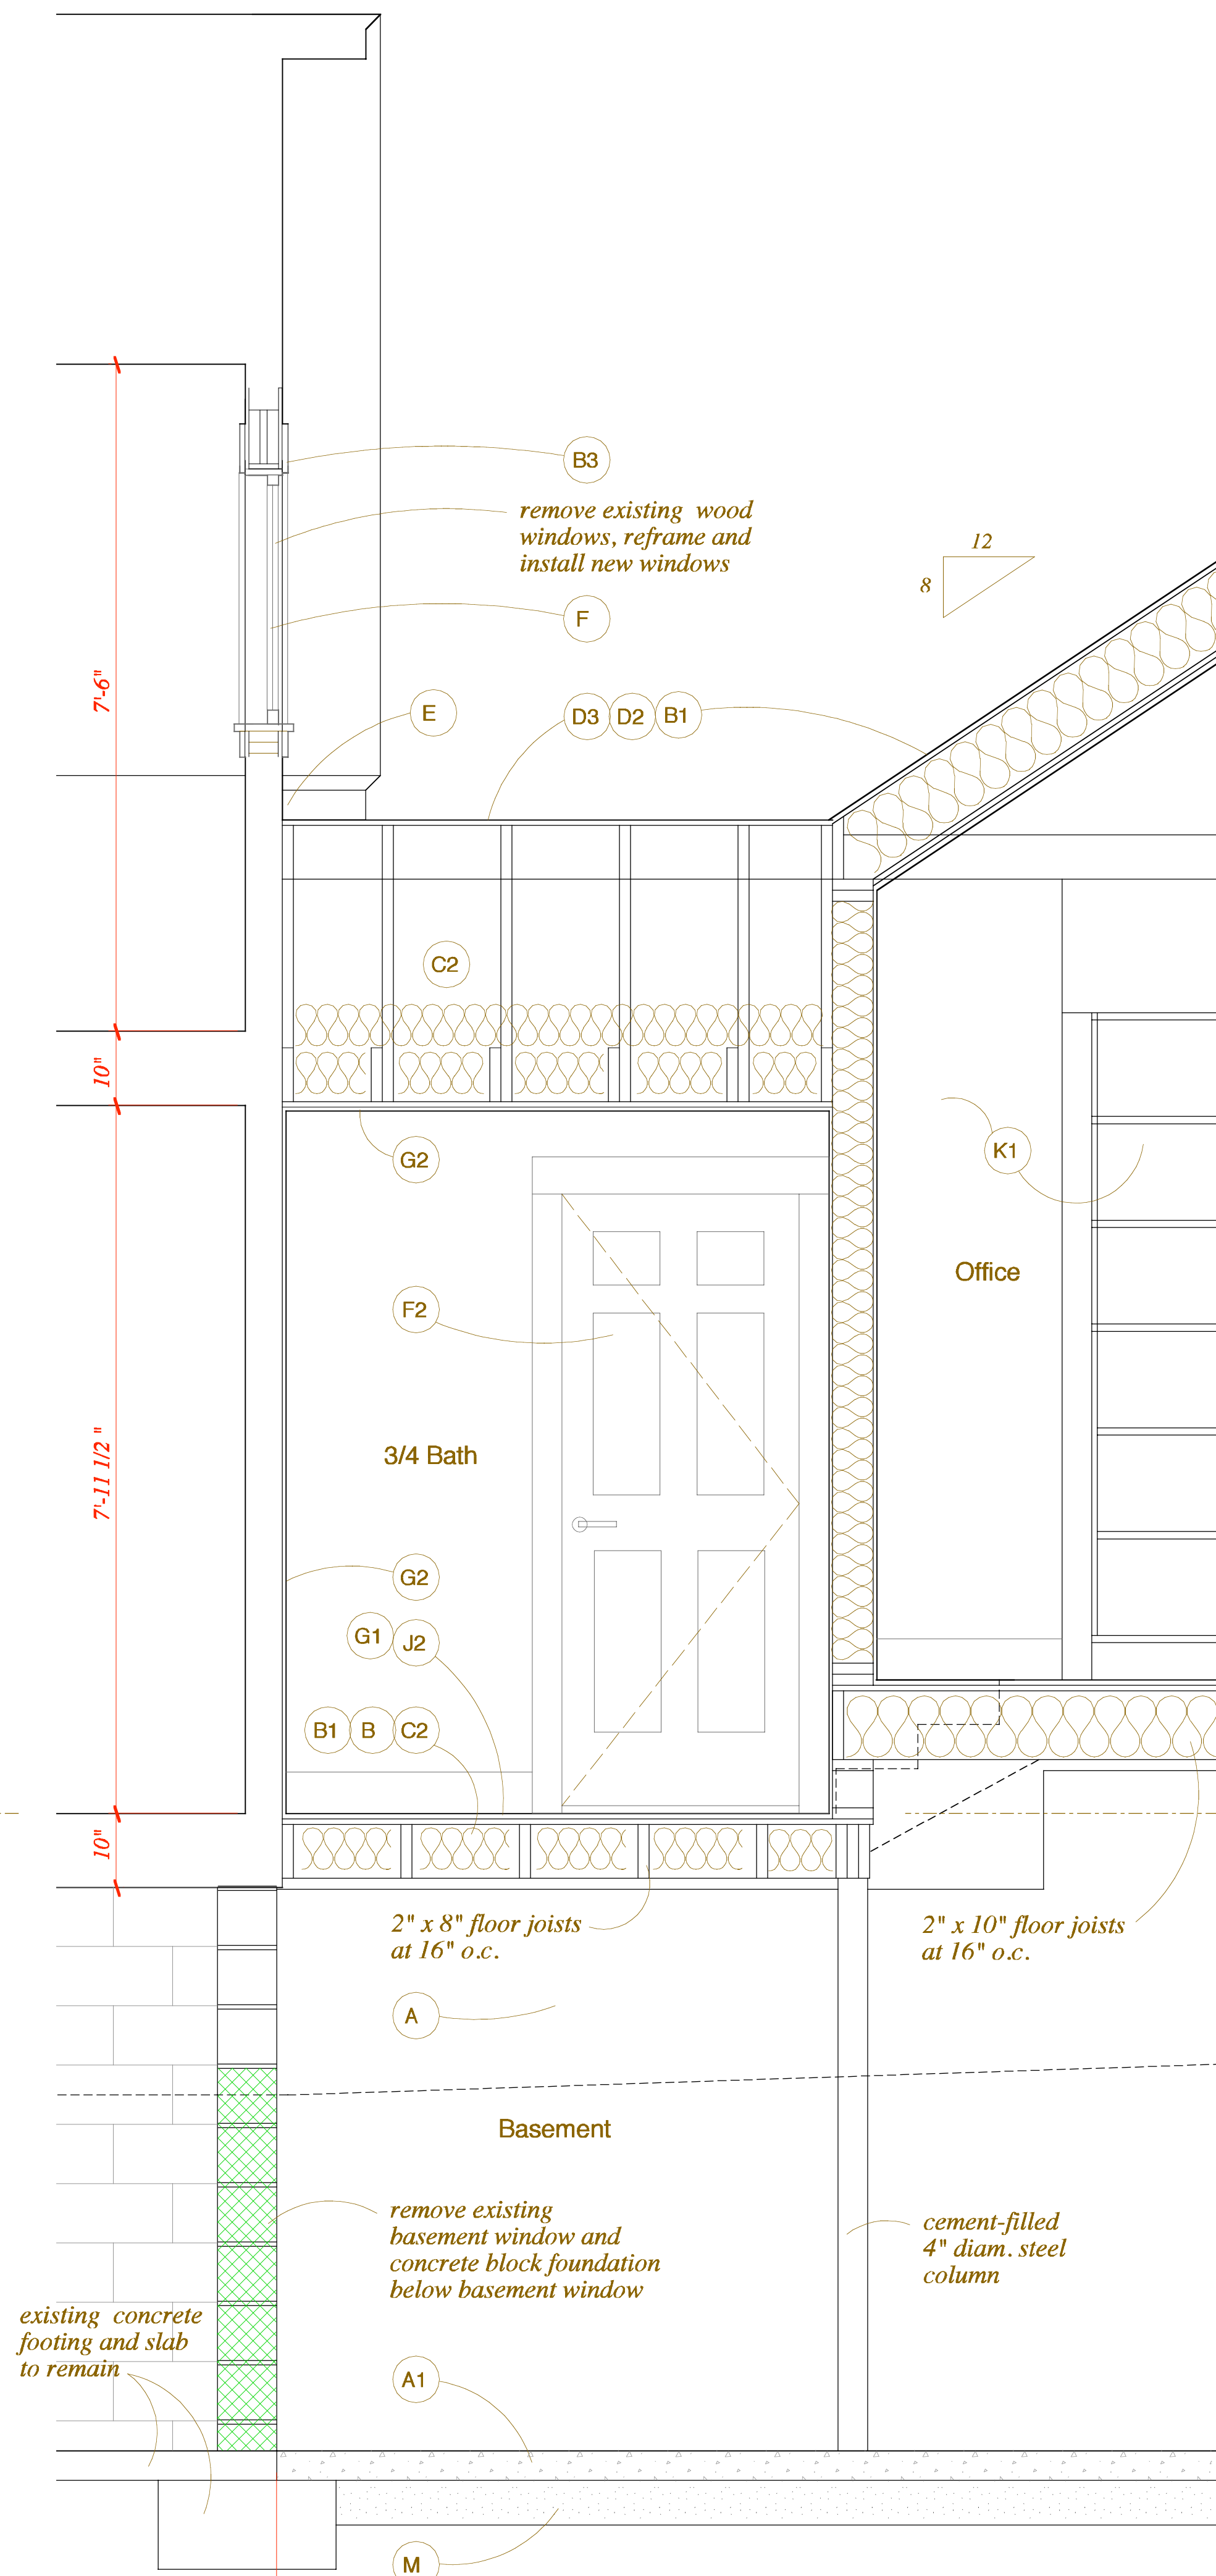 B3
remove existing wood
windows, reframe and
install new windows
12
8
F
7'-6"
E
D3 D2 B1
C2
10"
G2
K1
Office
F2
3/4 Bath
7'-11 1/2 "
G2
G1 J2
B1 B C2
10"
2" x 8" floor joists
at 16" o.c.
2" x 10" floor joists
at 16" o.c.
A
Basement
remove existing
basement window and
concrete block foundation
below basement window
cement-filled
4" diam. steel
column
existing concrete
footing and slab
to remain
A1
M